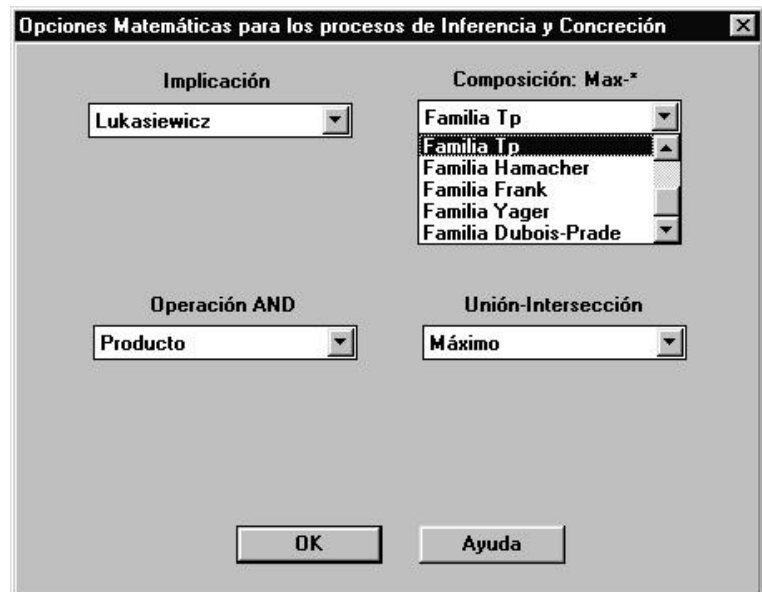 Opciones Matemáticas para los procesos de Inferencia y Concreción
Implicación
Lukasiewicz
Composición: Max-*
Familia Tp
Familia Tp
Familia Hamacher
Familia Frank
Familia Yager
Familia Dubois-Prade
Operación AND
Producto
Unión-Intersección
Máximo
OK
Ayuda